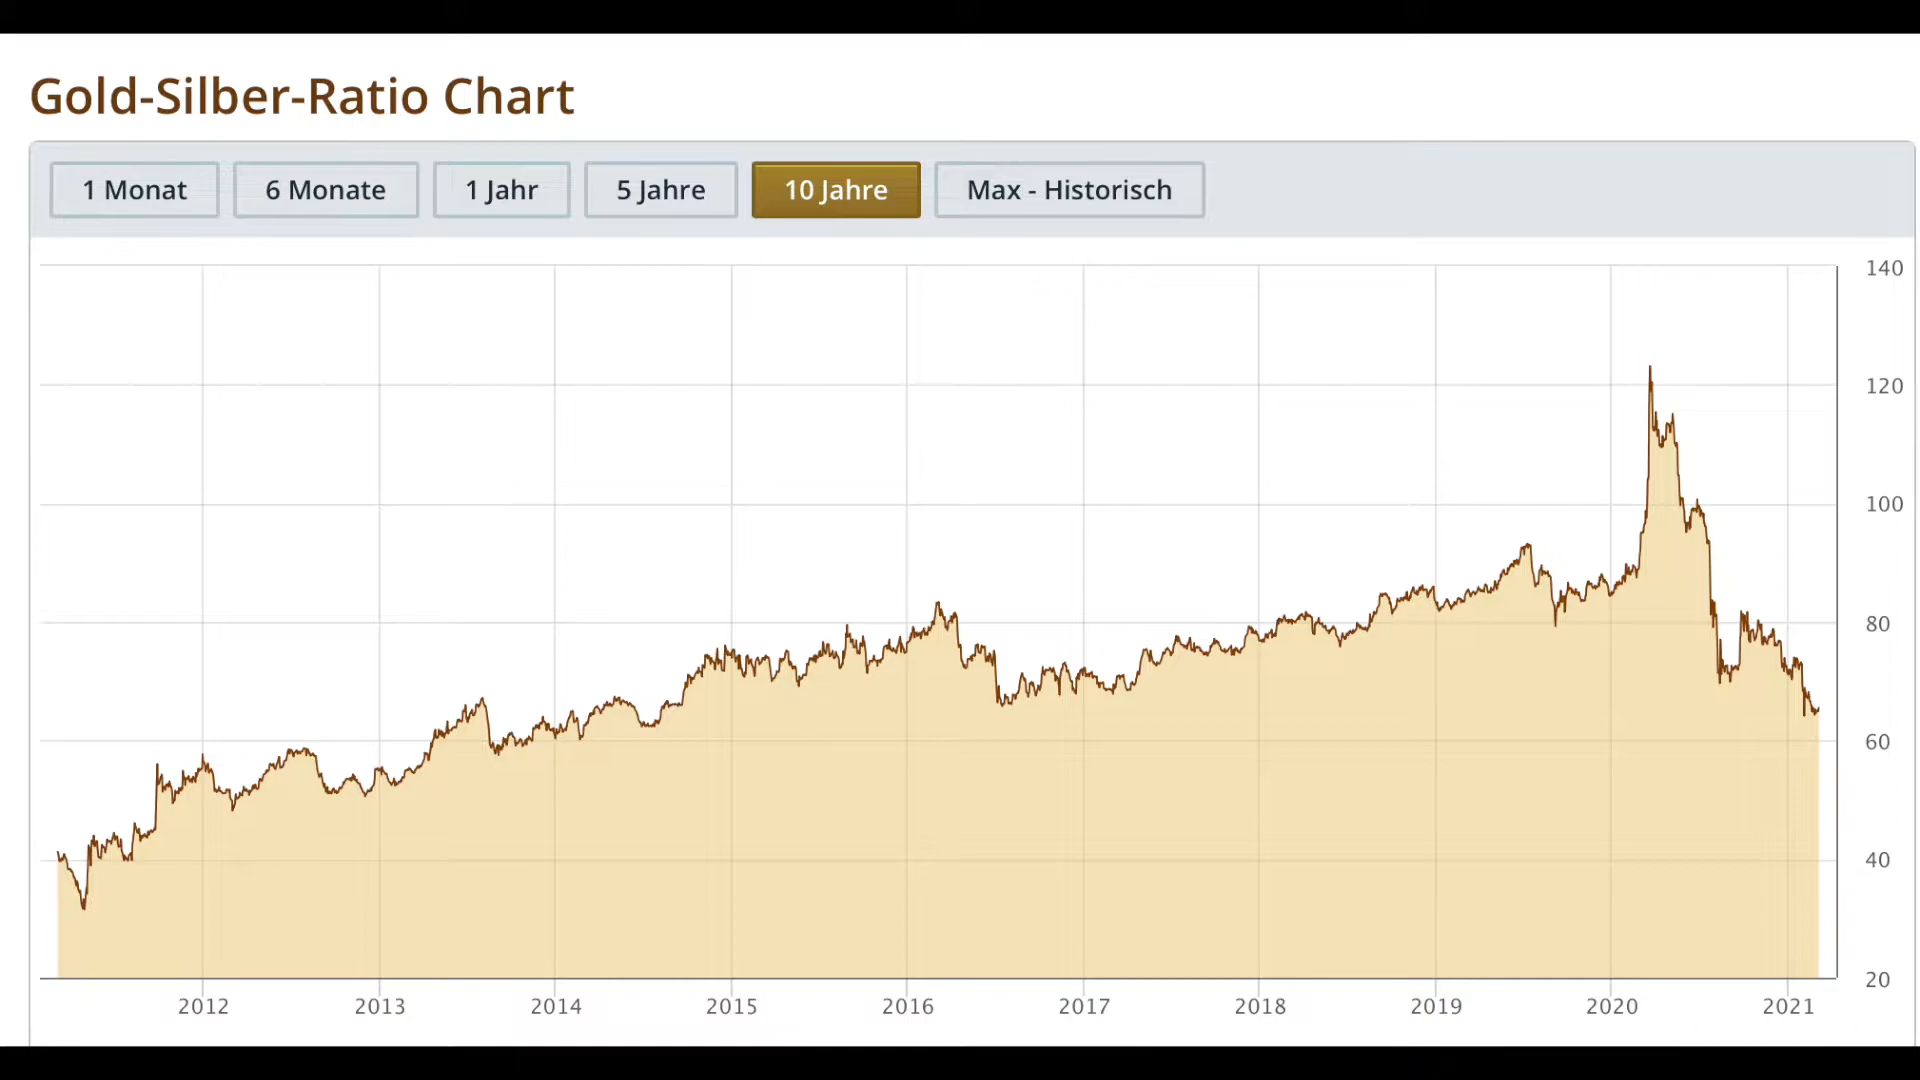 Gold-Silber-Ratio Chart
1 Monat 6 Monate 1 Jahr 5 Jahre 10 Jahre Max - Historisch
140
120
100
80
60
40
20
2012 2013 2014 2015 2016 2017 2018 2019 2020 2021